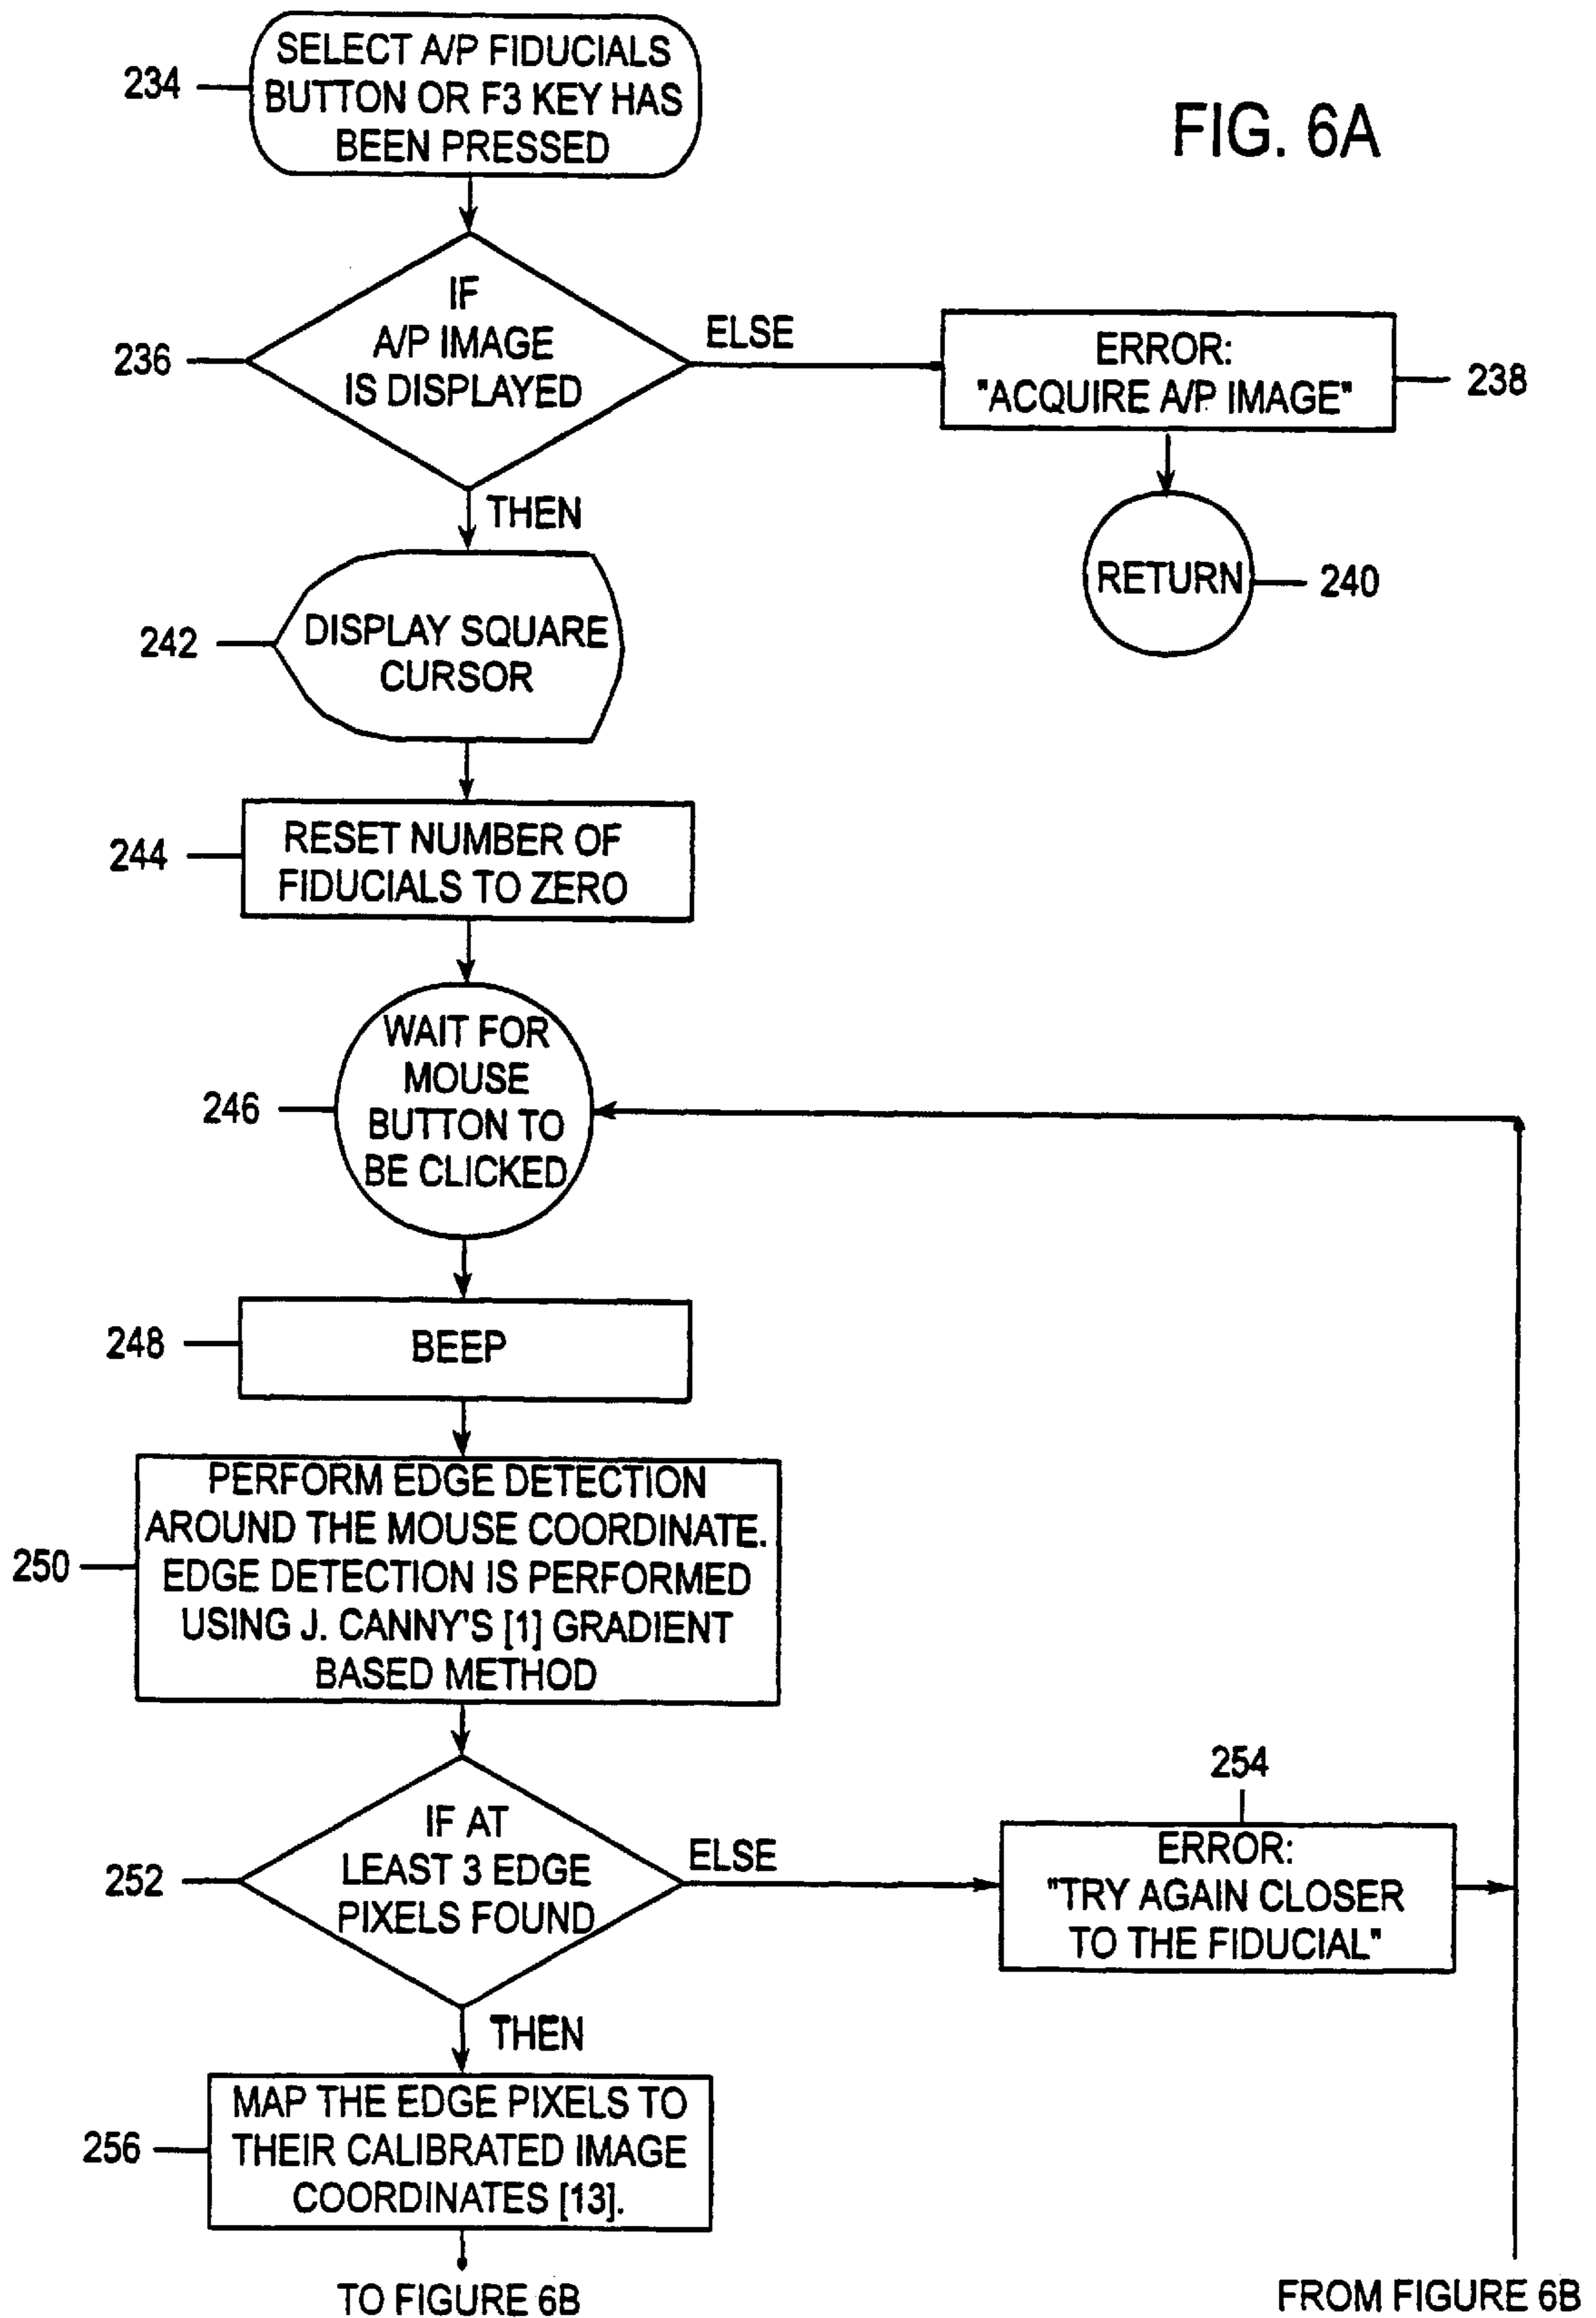 SELECT A/P FIDUCIALS
BUTTON OR F3 KEY HAS
BEEN PRESSED
234
FIG. 6A
IF
A/P IMAGE
IS DISPLAYED
236
ELSE
ERROR:
"ACQUIRE A/P IMAGE"
238
THEN
RETURN
240
DISPLAY SQUARE
CURSOR
242
RESET NUMBER OF
FIDUCIALS TO ZERO
244
WAIT FOR
MOUSE
BUTTON TO
BE CLICKED
246
BEEP
248
PERFORM EDGE DETECTION
AROUND THE MOUSE COORDINATE.
EDGE DETECTION IS PERFORMED
USING J. CANNY'S [1] GRADIENT
BASED METHOD
250
IF AT
LEAST 3 EDGE
PIXELS FOUND
252
ELSE
254
ERROR:
"TRY AGAIN CLOSER
TO THE FIDUCIAL"
THEN
MAP THE EDGE PIXELS TO
THEIR CALIBRATED IMAGE
COORDINATES [13].
256
TO FIGURE 6B
FROM FIGURE 6B